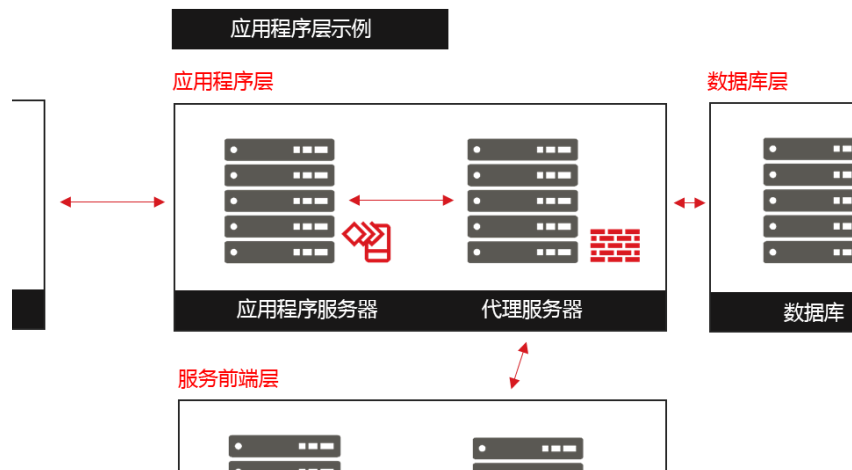 应用程序层示例
应用程序层
数据库层
应用程序服务器
代理服务器
数据库
服务前端层